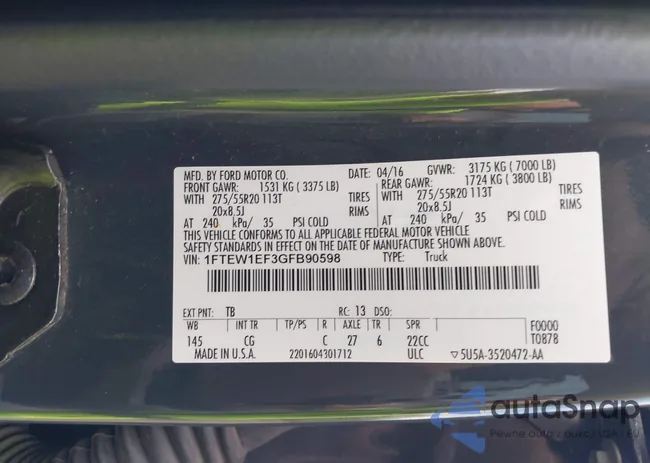 MFD. BY FORD MOTOR CO.
DATE: 04/16 GVWR: 3175 KG ( 7000 LB)
FRONT GAWR: 1531 KG ( 3375 LB) REAR GAWR: 1724 KG ( 3800 LB)
WITH 275/55R20 113T TIRES WITH 275/55R20 113T TIRES
20x8.5J RIMS 20x8.5J RIMS
AT 240 kPa/ 35 PSI COLD AT 240 kPa/ 35 PSI COLD
THIS VEHICLE CONFORMS TO ALL APPLICABLE FEDERAL MOTOR VEHICLE
SAFETY STANDARDS IN EFFECT ON THE DATE OF MANUFACTURE SHOWN ABOVE.
VIN: 1FTEW1EF3GFB90598 TYPE: Truck
EXT PNT: TB RC: 13 DSO:
WB INT TR TP/PS R AXLE TR SPR F0000
145 CG C 27 6 22CC T0878
MADE IN U.S.A. 2201604301712 ULC ▽5U5A-3520472-AA
autoSnap
Pewne auta z aukcji USA - EU